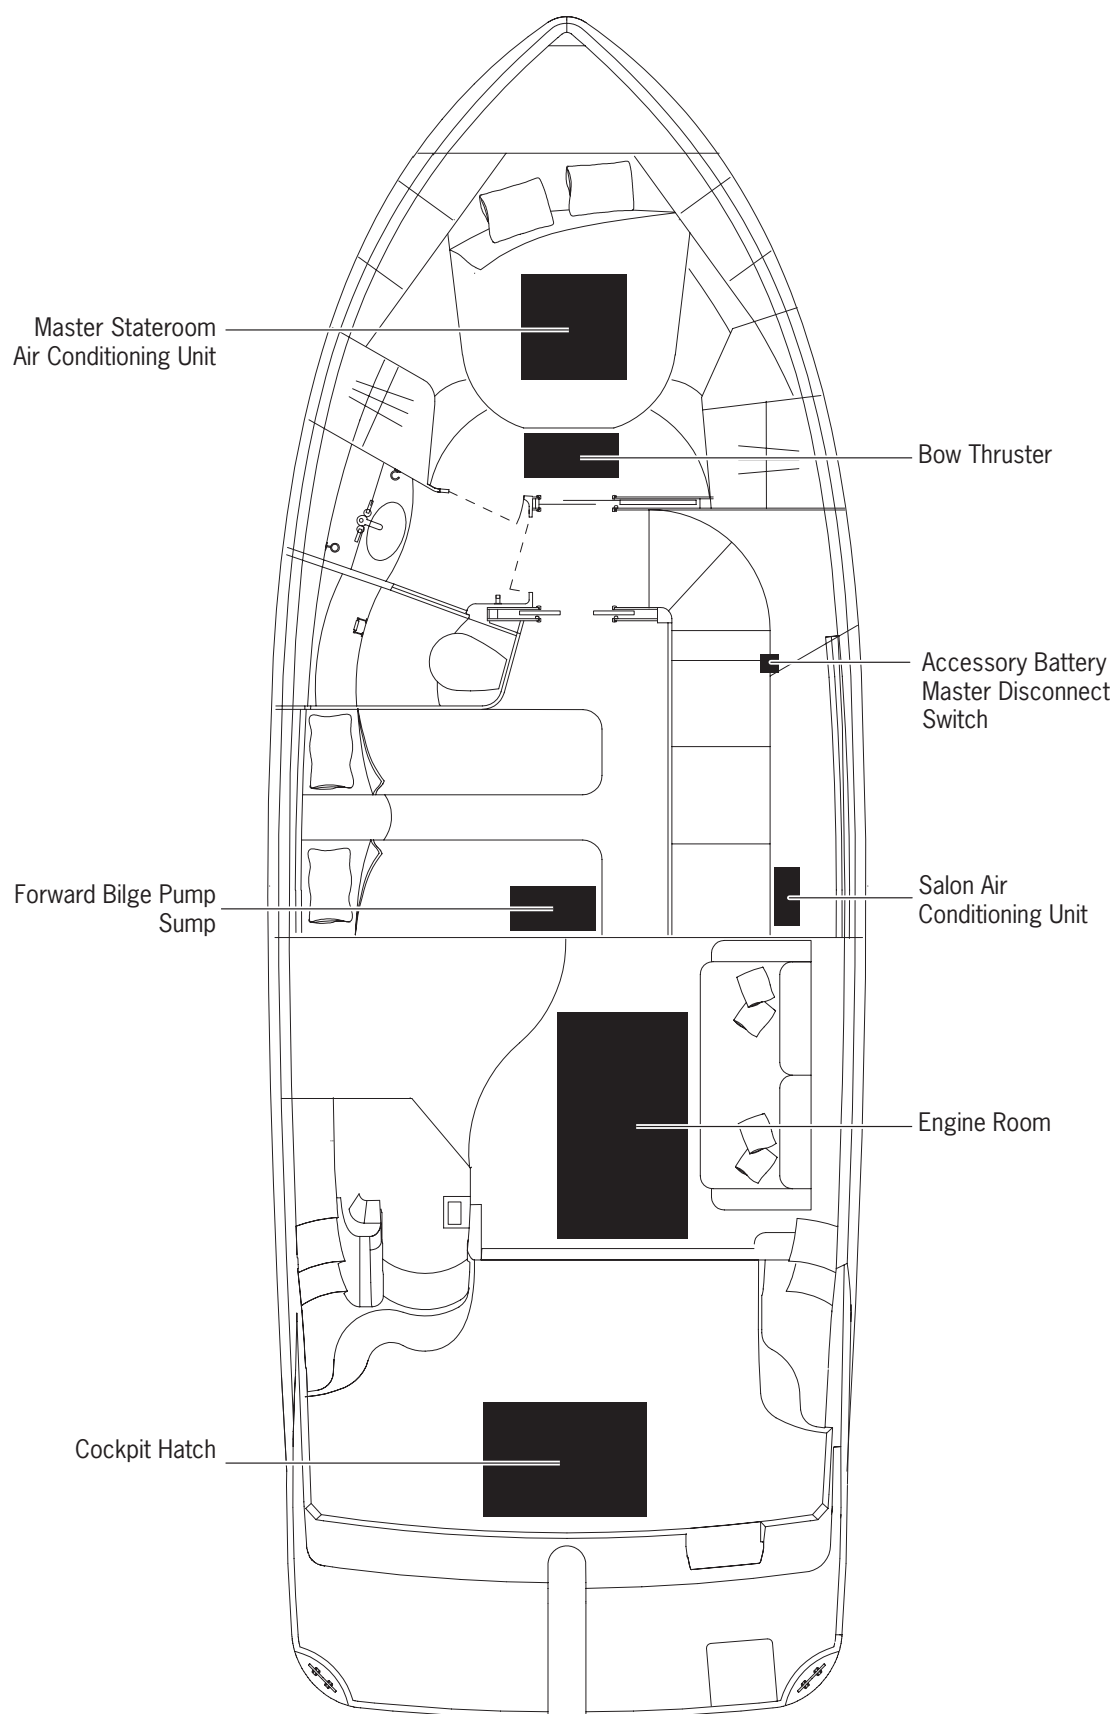 Master Stateroom
Air Conditioning Unit
Bow Thruster
Accessory Battery
Master Disconnect
Switch
Forward Bilge Pump
Sump
Salon Air
Conditioning Unit
Engine Room
Cockpit Hatch